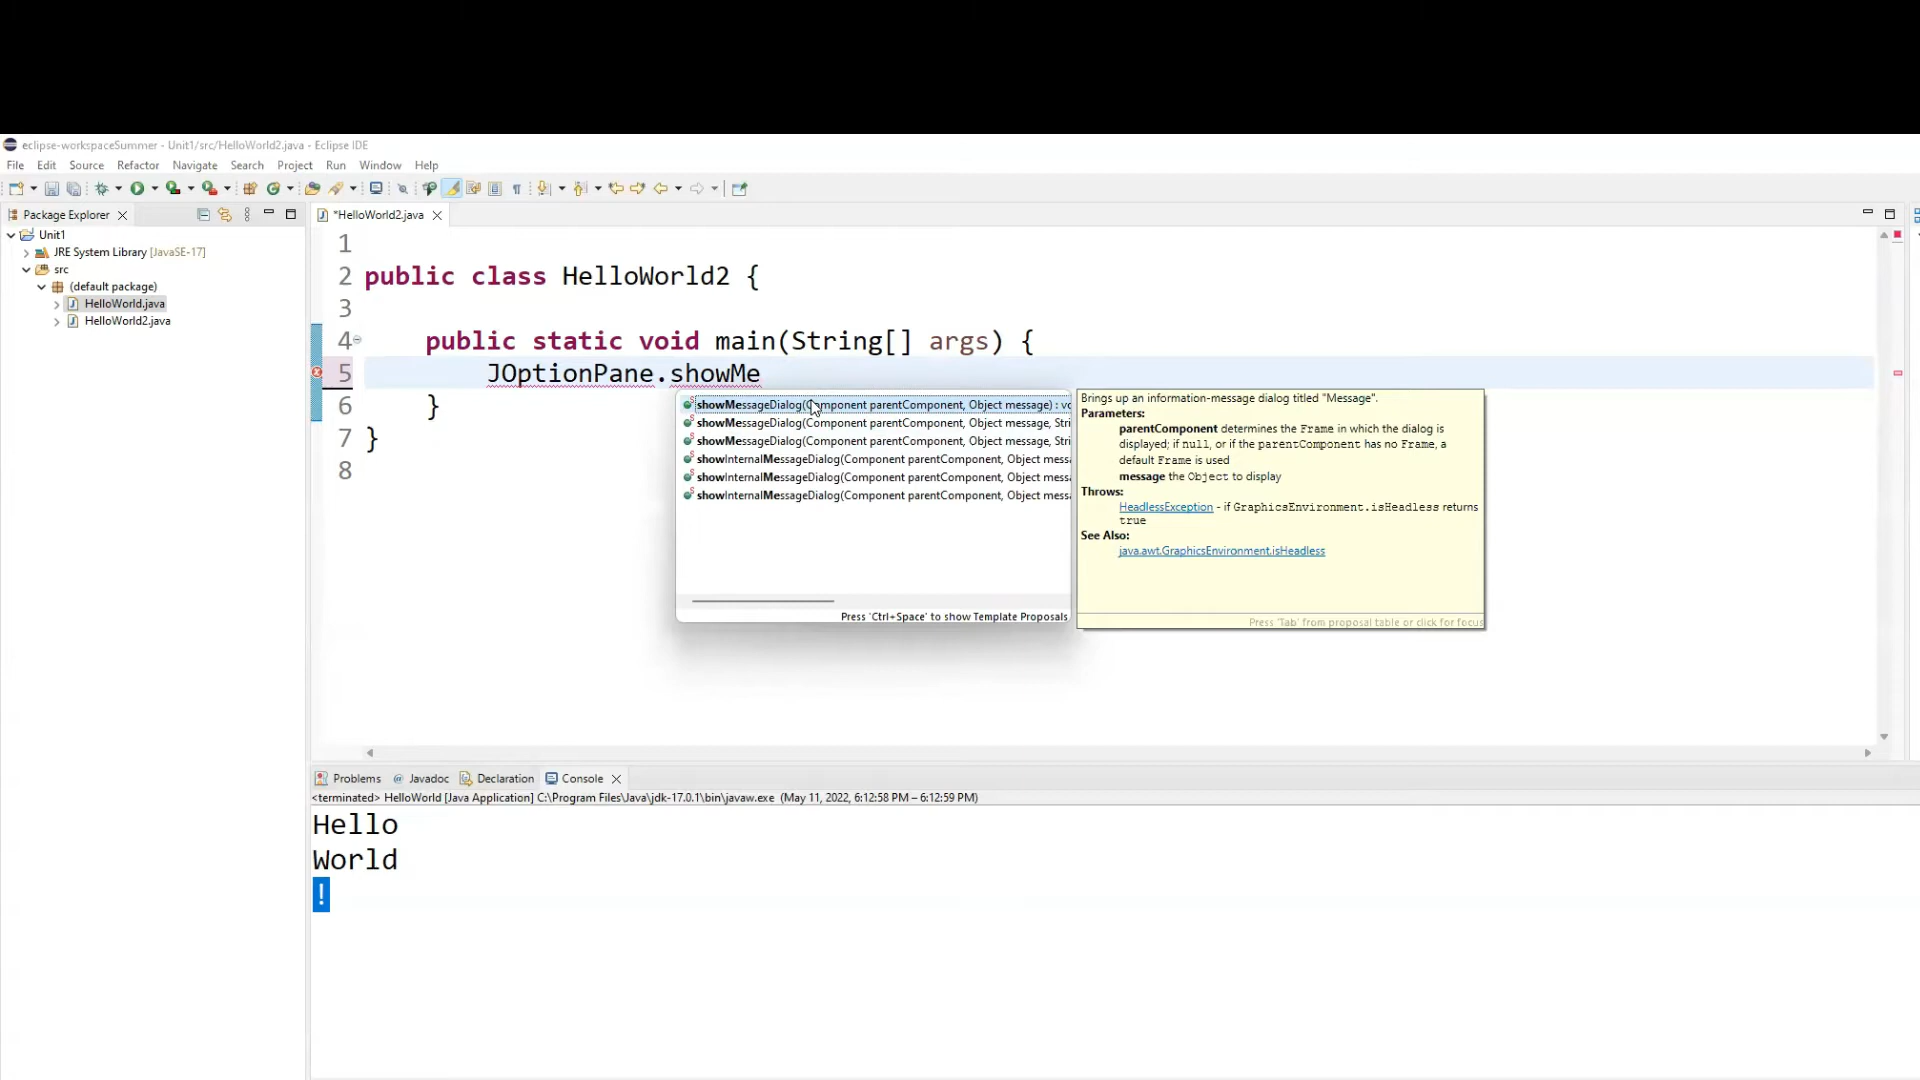 eclipse-workspaceSummer - Unit1/src/HelloWorld2.java - Eclipse IDE
File Edit Source Refactor Navigate Search Project Run Window Help
Package Explorer
Unit1
JRE System Library [JavaSE-17]
src
(default package)
HelloWorld.java
HelloWorld2.java
*HelloWorld2.java
1
2 public class HelloWorld2 {
3
4 public static void main(String[] args) {
5 JOptionPane.showMe
6 }
7 }
8
showMessageDialog(Component parentComponent, Object message) : vo
showMessageDialog(Component parentComponent, Object message, Stri
showMessageDialog(Component parentComponent, Object message, Stri
showInternalMessageDialog(Component parentComponent, Object messa
showInternalMessageDialog(Component parentComponent, Object messa
showInternalMessageDialog(Component parentComponent, Object messa
Press 'Ctrl+Space' to show Template Proposals
Brings up an information-message dialog titled "Message".
Parameters:
parentComponent determines the Frame in which the dialog is
displayed; if null, or if the parentComponent has no Frame, a
default Frame is used
message the Object to display
Throws:
HeadlessException - if GraphicsEnvironment.isHeadless returns
true
See Also:
java.awt.GraphicsEnvironment.isHeadless
Press 'Tab' from proposal table or click for focus
Problems Javadoc Declaration Console
<terminated> HelloWorld [Java Application] C:\Program Files\Java\jdk-17.0.1\bin\javaw.exe (May 11, 2022, 6:12:58 PM – 6:12:59 PM)
Hello
World
!